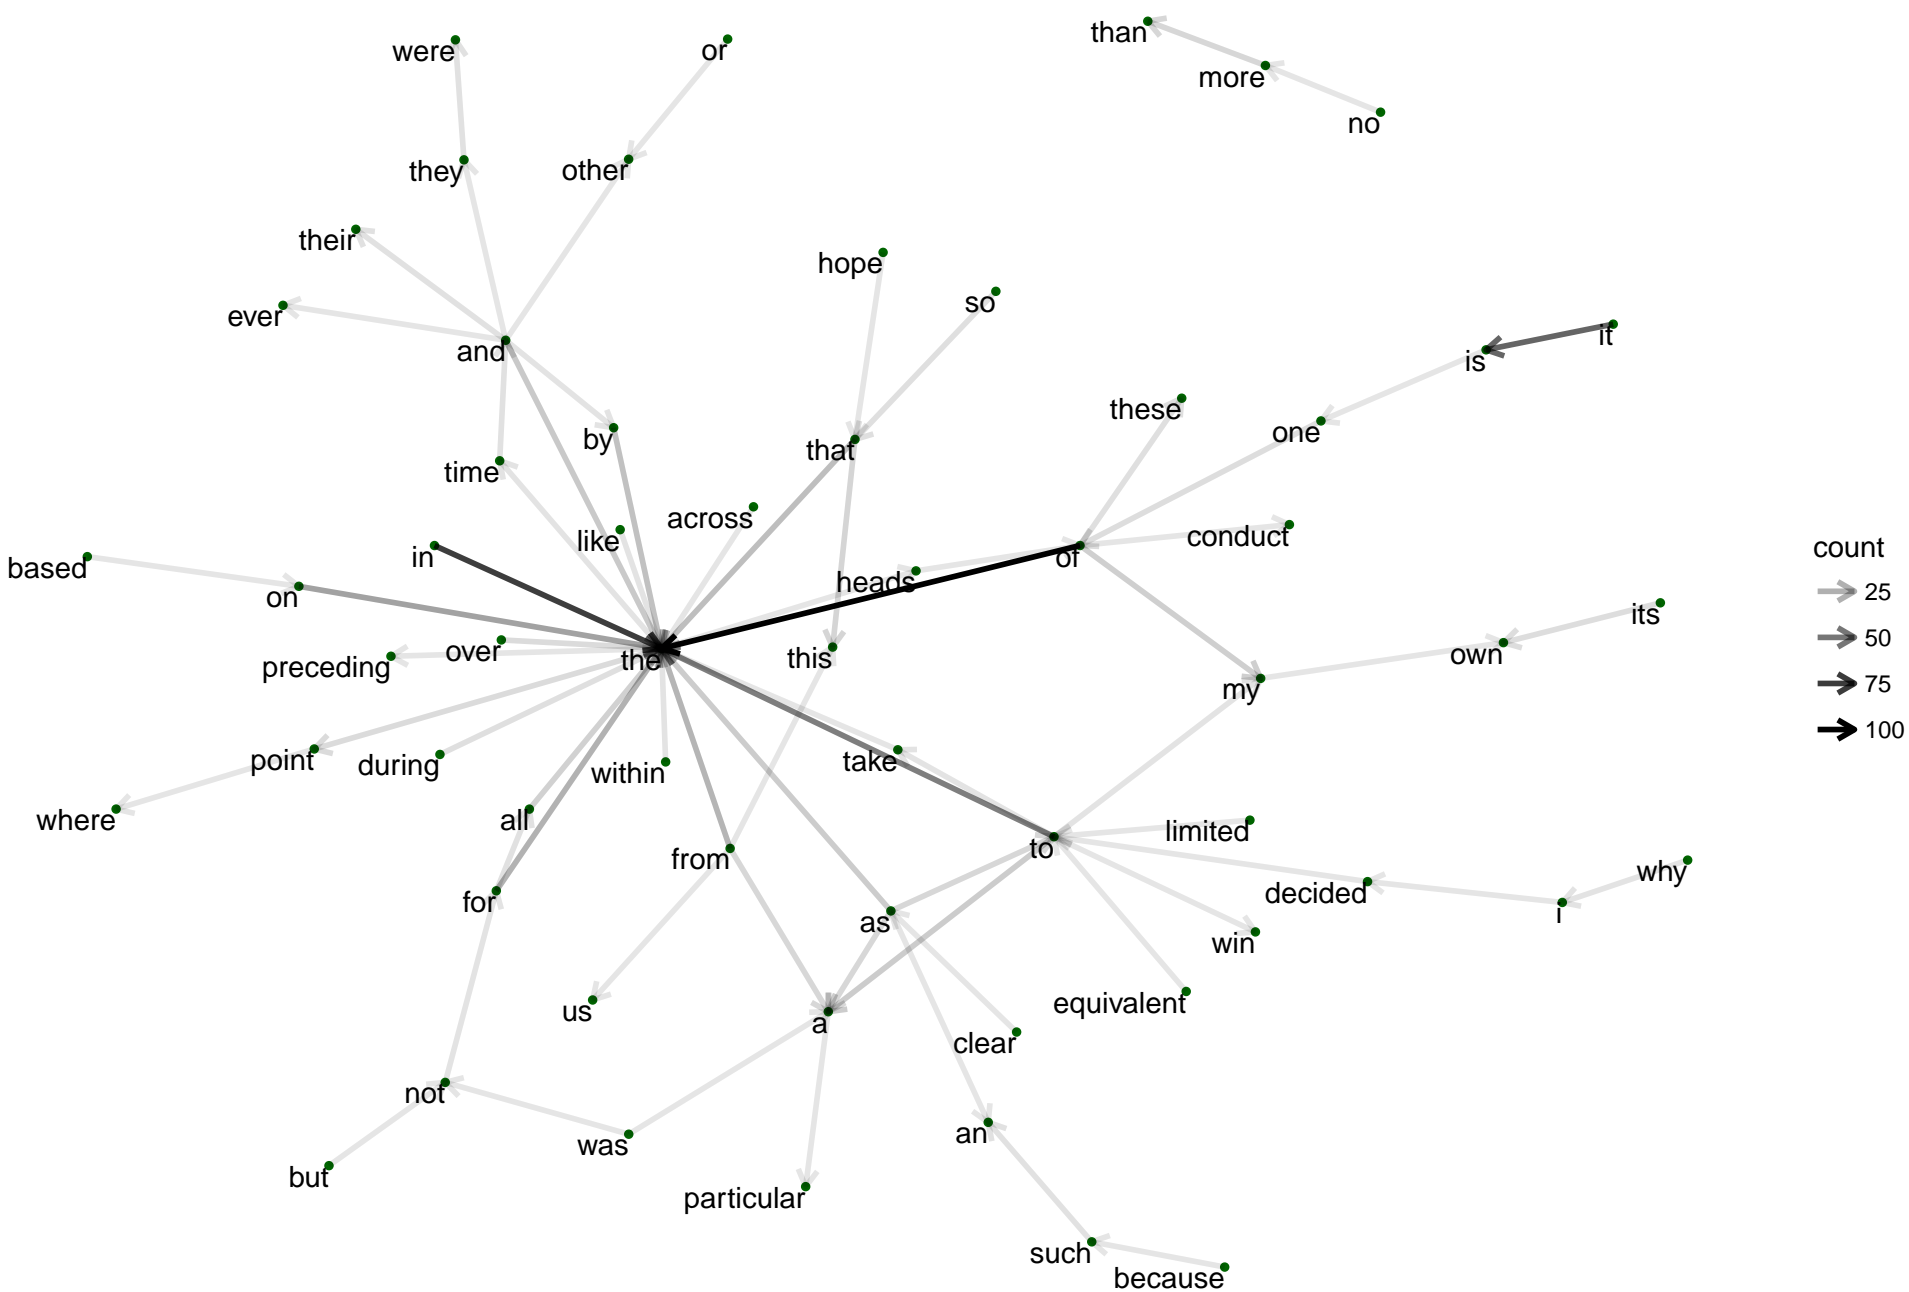 than
were
or
more
no
they
other
their
hope
so
ever
it
and
is
these
one
by
that
time
across
conduct
like
in
of
count
based
heads
25
on
its
50
over
the
this
own
preceding
75
my
100
point
during
take
within
where
all
limited
to
from
why
decided
for
i
as
win
equivalent
us
a
clear
not
an
was
but
particular
such
because